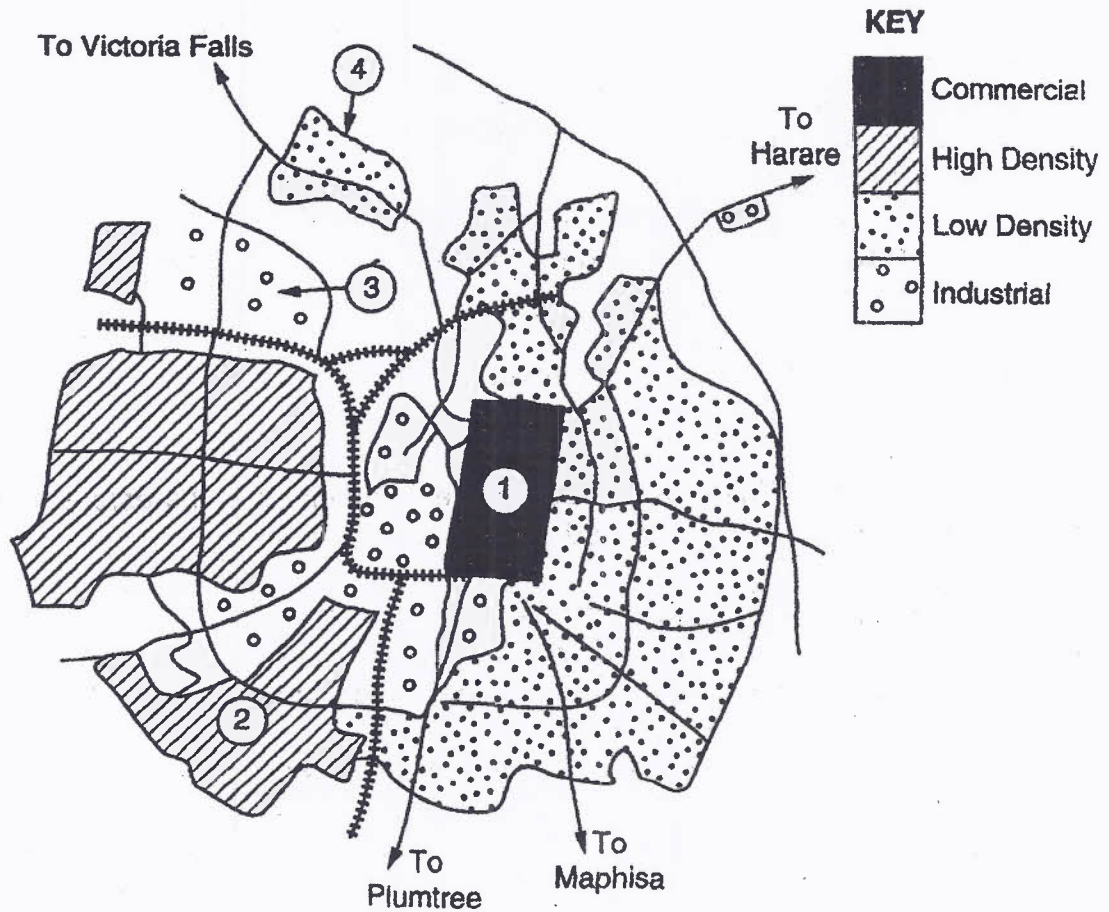 KEY
Commercial
High Density
Low Density
Industrial
To Victoria Falls
4
To
Harare
3
1
2
To
Plumtree
To
Maphisa